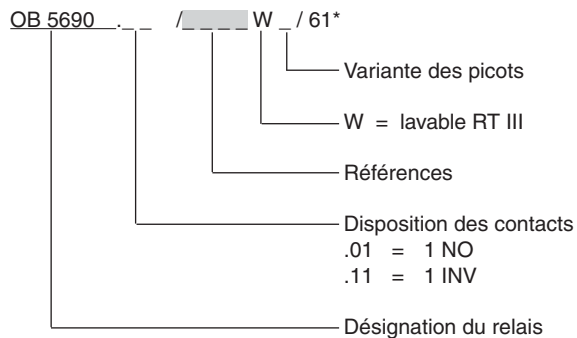 OB 5690 ._ _ /_ _ _ _ W _ / 61*
Variante des picots
W = lavable RT III
Références
Disposition des contacts
.01 = 1 NO
.11 = 1 INV
Désignation du relais